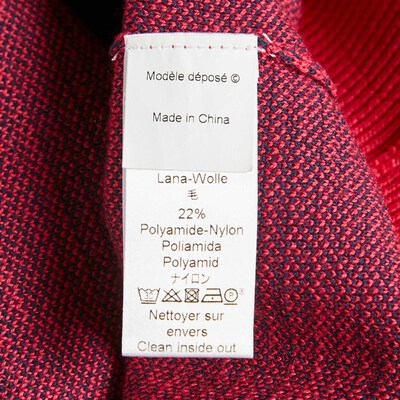 Modèle déposé ©
Made in China
Lana-Wolle
毛
22%
Polyamide-Nylon
Poliamida
Polyamid
ナイロン
Nettoyer sur
envers
Clean inside out